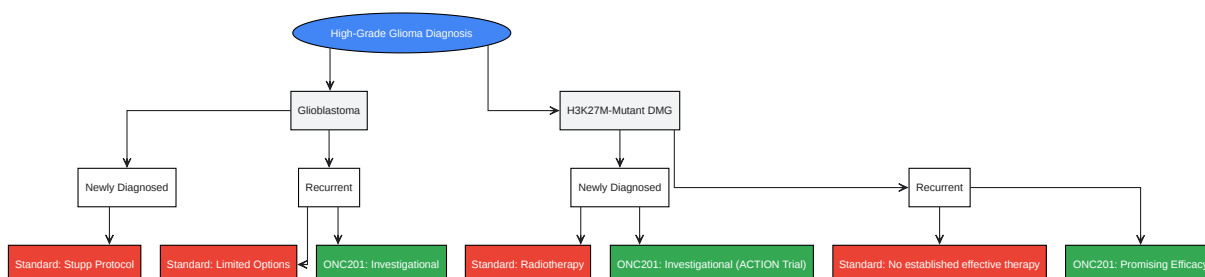 High-Grade Glioma Diagnosis
Glioblastoma
H3K27M-Mutant DMG
Newly Diagnosed
Recurrent
Newly Diagnosed
Recurrent
Standard: Stupp Protocol
Standard: Limited Options
ONC201: Investigational
Standard: Radiotherapy
ONC201: Investigational (ACTION Trial)
Standard: No established effective therapy
ONC201: Promising Efficacy